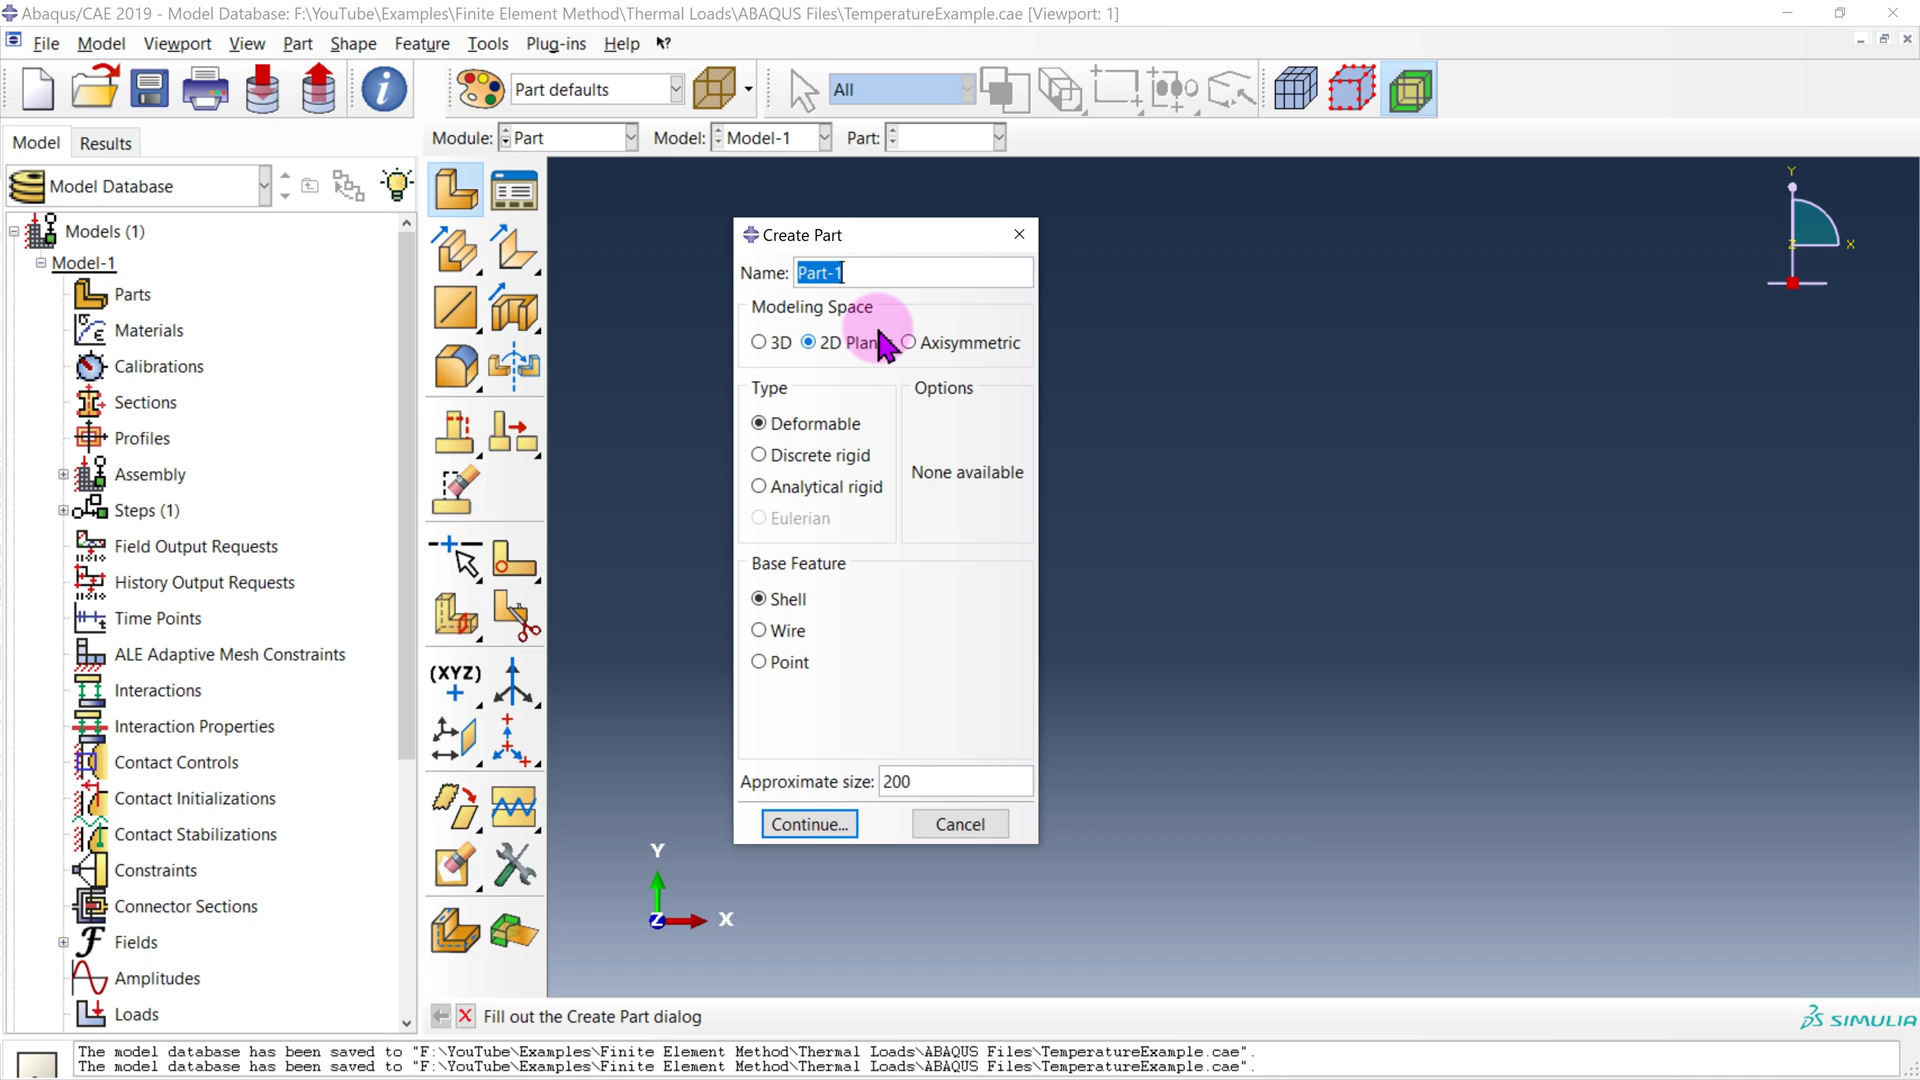 Abaqus/CAE 2019 - Model Database: F:\YouTube\Examples\Finite Element Method\Thermal Loads\ABAQUS Files\TemperatureExample.cae [Viewport: 1]
File Model Viewport View Part Shape Feature Tools Plug-ins Help
Part defaults
All
Model Results
Module: Part Model: Model-1 Part:
Model Database
Models (1)
Model-1
Parts
Materials
Calibrations
Sections
Profiles
Assembly
Steps (1)
Field Output Requests
History Output Requests
Time Points
ALE Adaptive Mesh Constraints
Interactions
Interaction Properties
Contact Controls
Contact Initializations
Contact Stabilizations
Constraints
Connector Sections
Fields
Amplitudes
Loads
(XYZ)
Create Part
Name: Part-1
Modeling Space
3D 2D Plan Axisymmetric
Type
Deformable
Discrete rigid
Analytical rigid
Eulerian
Options
None available
Base Feature
Shell
Wire
Point
Approximate size: 200
Continue... Cancel
Y
X
Z
Y
Z
X
Fill out the Create Part dialog
SIMULIA
The model database has been saved to "F:\YouTube\Examples\Finite Element Method\Thermal Loads\ABAQUS Files\TemperatureExample.cae".
The model database has been saved to "F:\YouTube\Examples\Finite Element Method\Thermal Loads\ABAQUS Files\TemperatureExample.cae".